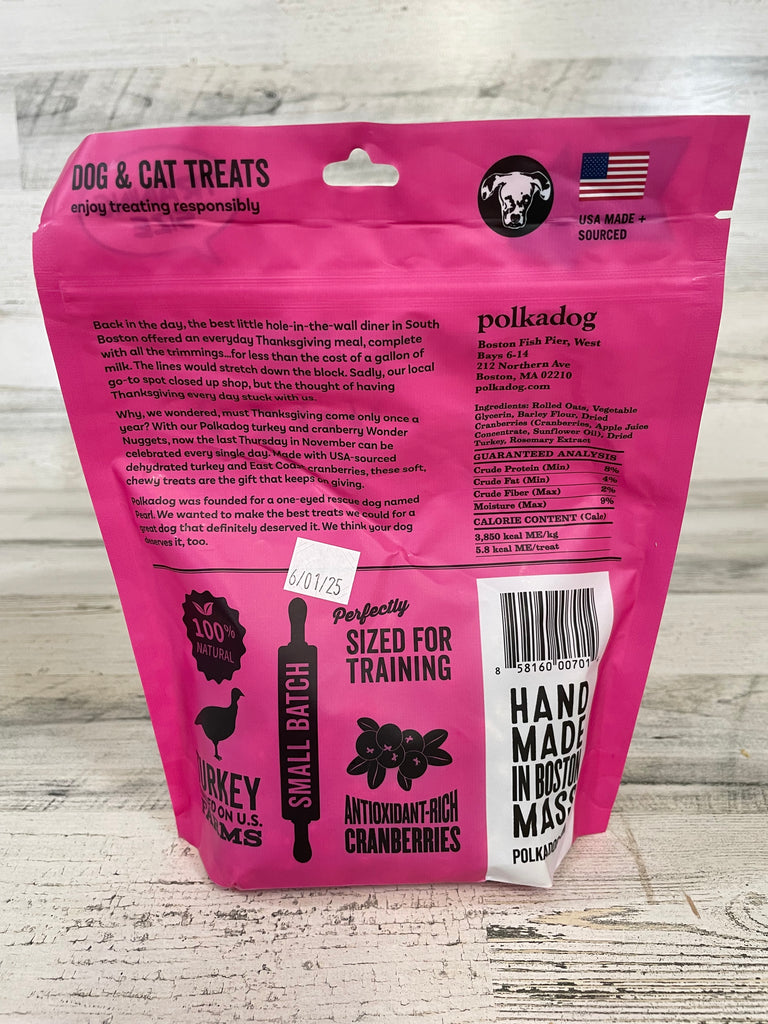 DOG & CAT TREATS
enjoy treating responsibly
USA MADE +
SOURCED
Back in the day, the best little hole-in-the-wall diner in South
Boston offered an everyday Thanksgiving meal, complete
with all the trimmings...for less than the cost of a gallon of
milk. The lines would stretch down the block. Sadly, our local
go-to spot closed up shop, but the thought of having
Thanksgiving every day stuck with us.
Why, we wondered, must Thanksgiving come only once a
year? With our Polkadog turkey and cranberry Wonder
Nuggets, now the last Thursday in November can be
celebrated every single day. Made with USA-sourced
dehydrated turkey and East Coast cranberries, these soft,
chewy treats are the gift that keeps on giving.
Polkadog was founded for a one-eyed rescue dog named
Pearl. We wanted to make the best treats we could for a
great dog that definitely deserved it. We think your dog
deserves it, too.
polkadog
Boston Fish Pier, West
Bays 6-14
212 Northern Ave
Boston, MA 02210
polkadog.com
Ingredients: Rolled Oats, Vegetable
Glycerin, Barley Flour, Dried
Cranberries (Cranberries, Apple Juice
Concentrate, Sunflower Oil), Dried
Turkey, Rosemary Extract
GUARANTEED ANALYSIS
Crude Protein (Min) 8%
Crude Fat (Min) 4%
Crude Fiber (Max) 2%
Moisture (Max) 9%
CALORIE CONTENT (Calc)
3,850 kcal ME/kg
5.8 kcal ME/treat
6/01/25
100%
NATURAL
TURKEY
ON U.S.
SMALL BATCH
Perfectly
SIZED FOR
TRAINING
ANTIOXIDANT-RICH
CRANBERRIES
8 58160 00701
HAND
MADE
IN BOSTON
MASS